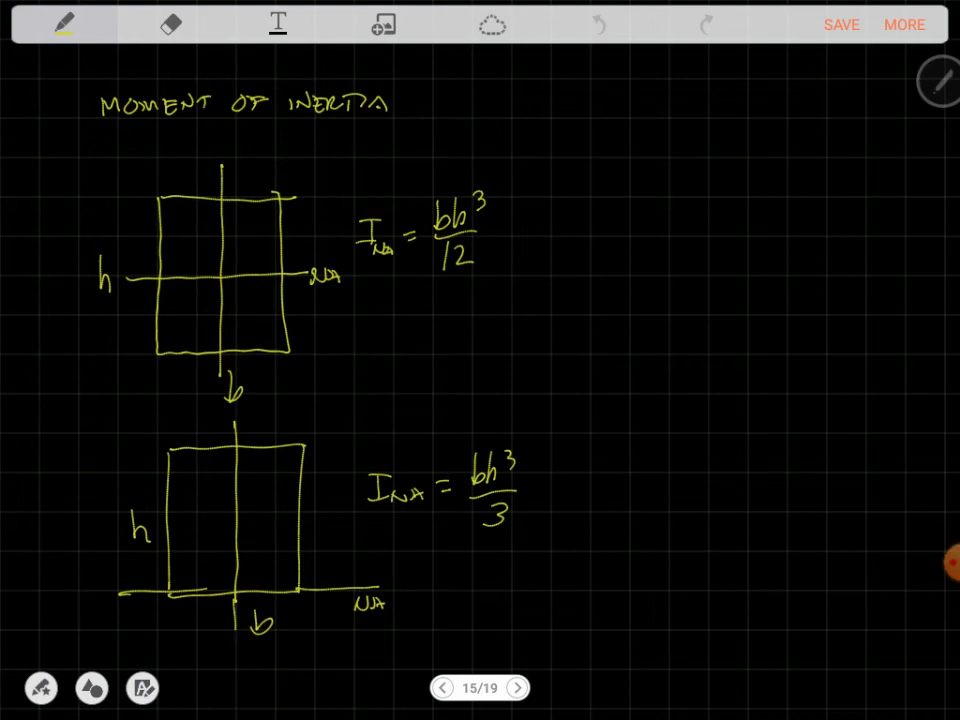 SAVE MORE
MOMENT OF INERTIA
I_NA = bh³/12
h
NA
b
I_NA = bh³/3
h
NA
b
15/19